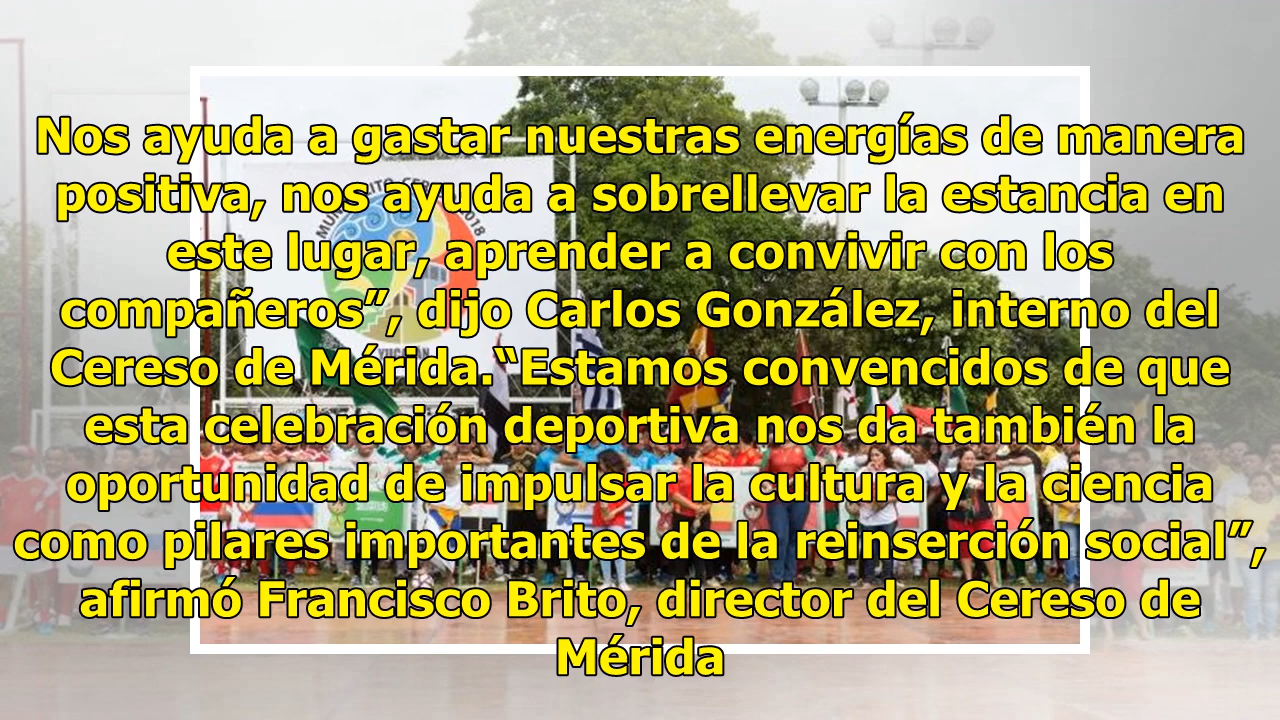 Nos ayuda a gastar nuestras energías de manera
positiva, nos ayuda a sobrellevar la estancia en
este lugar, aprender a convivir con los
compañeros”, dijo Carlos González, interno del
Cereso de Mérida.“Estamos convencidos de que
esta celebración deportiva nos da también la
oportunidad de impulsar la cultura y la ciencia
como pilares importantes de la reinserción social”,
afirmó Francisco Brito, director del Cereso de
Mérida
2018
YUCATÁN